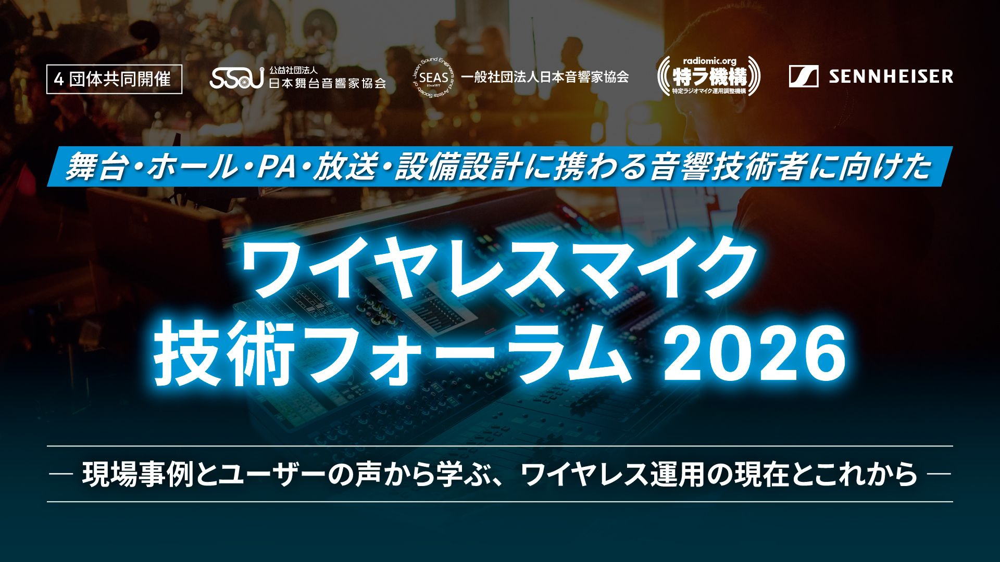 4 団体共同開催
SSAJ 公益社団法人
日本舞台音響家協会
Society of Japan Sound Engineers and Artists
SEAS
Since1977
一般社団法人日本音響家協会
radiomic.org
特ラ機構
特定ラジオマイク運用調整機構
SENNHEISER
舞台・ホール・PA・放送・設備設計に携わる音響技術者に向けた
ワイヤレスマイク
技術フォーラム 2026
― 現場事例とユーザーの声から学ぶ、ワイヤレス運用の現在とこれから ―